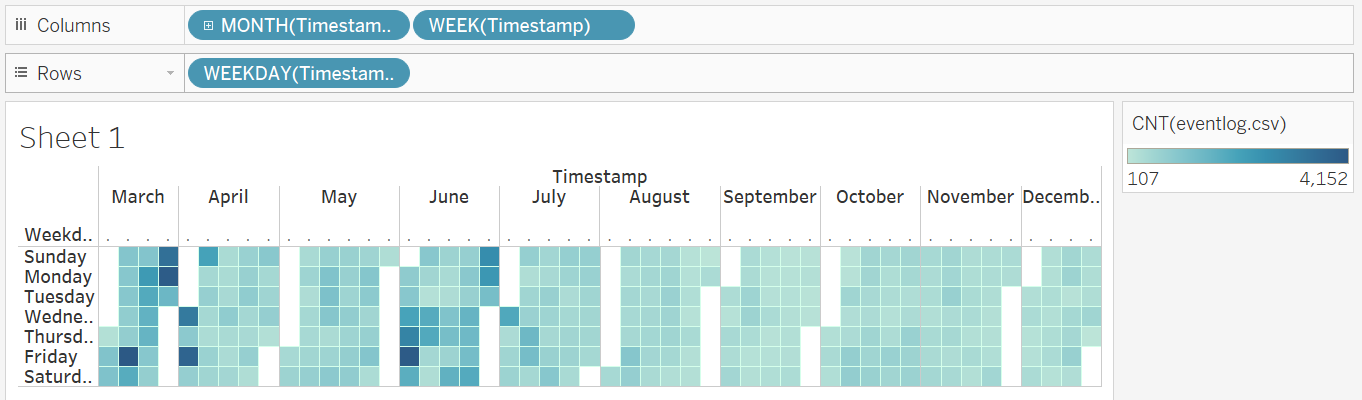 Columns
MONTH(Timestam..
WEEK(Timestamp)
Rows
WEEKDAY(Timestam..
Sheet 1
CNT(eventlog.csv)
107 4,152
Timestamp
March April May June July August September October November Decemb..
Weekd..
Sunday
Monday
Tuesday
Wedne..
Thursd..
Friday
Saturd..